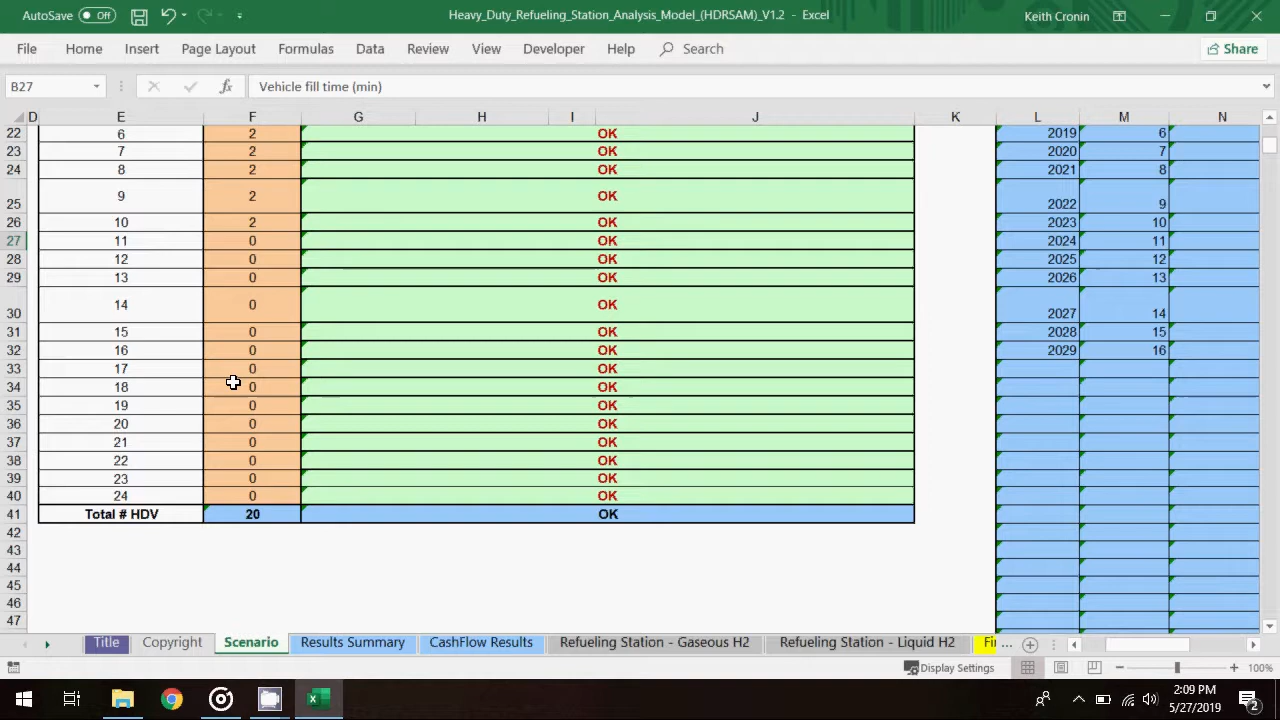 AutoSave Off Heavy_Duty_Refueling_Station_Analysis_Model_(HDRSAM)_V1.2 - Excel Keith Cronin
File Home Insert Page Layout Formulas Data Review View Developer Help Search Share
B27 fx Vehicle fill time (min)
D E F G H I J K L M N
22 6 2 OK 2019 6
23 7 2 OK 2020 7
24 8 2 OK 2021 8
25 9 2 OK 2022 9
26 10 2 OK 2023 10
27 11 0 OK 2024 11
28 12 0 OK 2025 12
29 13 0 OK 2026 13
30 14 0 OK 2027 14
31 15 0 OK 2028 15
32 16 0 OK 2029 16
33 17 0 OK
34 18 0 OK
35 19 0 OK
36 20 0 OK
37 21 0 OK
38 22 0 OK
39 23 0 OK
40 24 0 OK
41 Total # HDV 20 OK
42
43
44
45
46
47
Title Copyright Scenario Results Summary CashFlow Results Refueling Station - Gaseous H2 Refueling Station - Liquid H2 Fi ...
Display Settings 100%
2:09 PM
5/27/2019
2